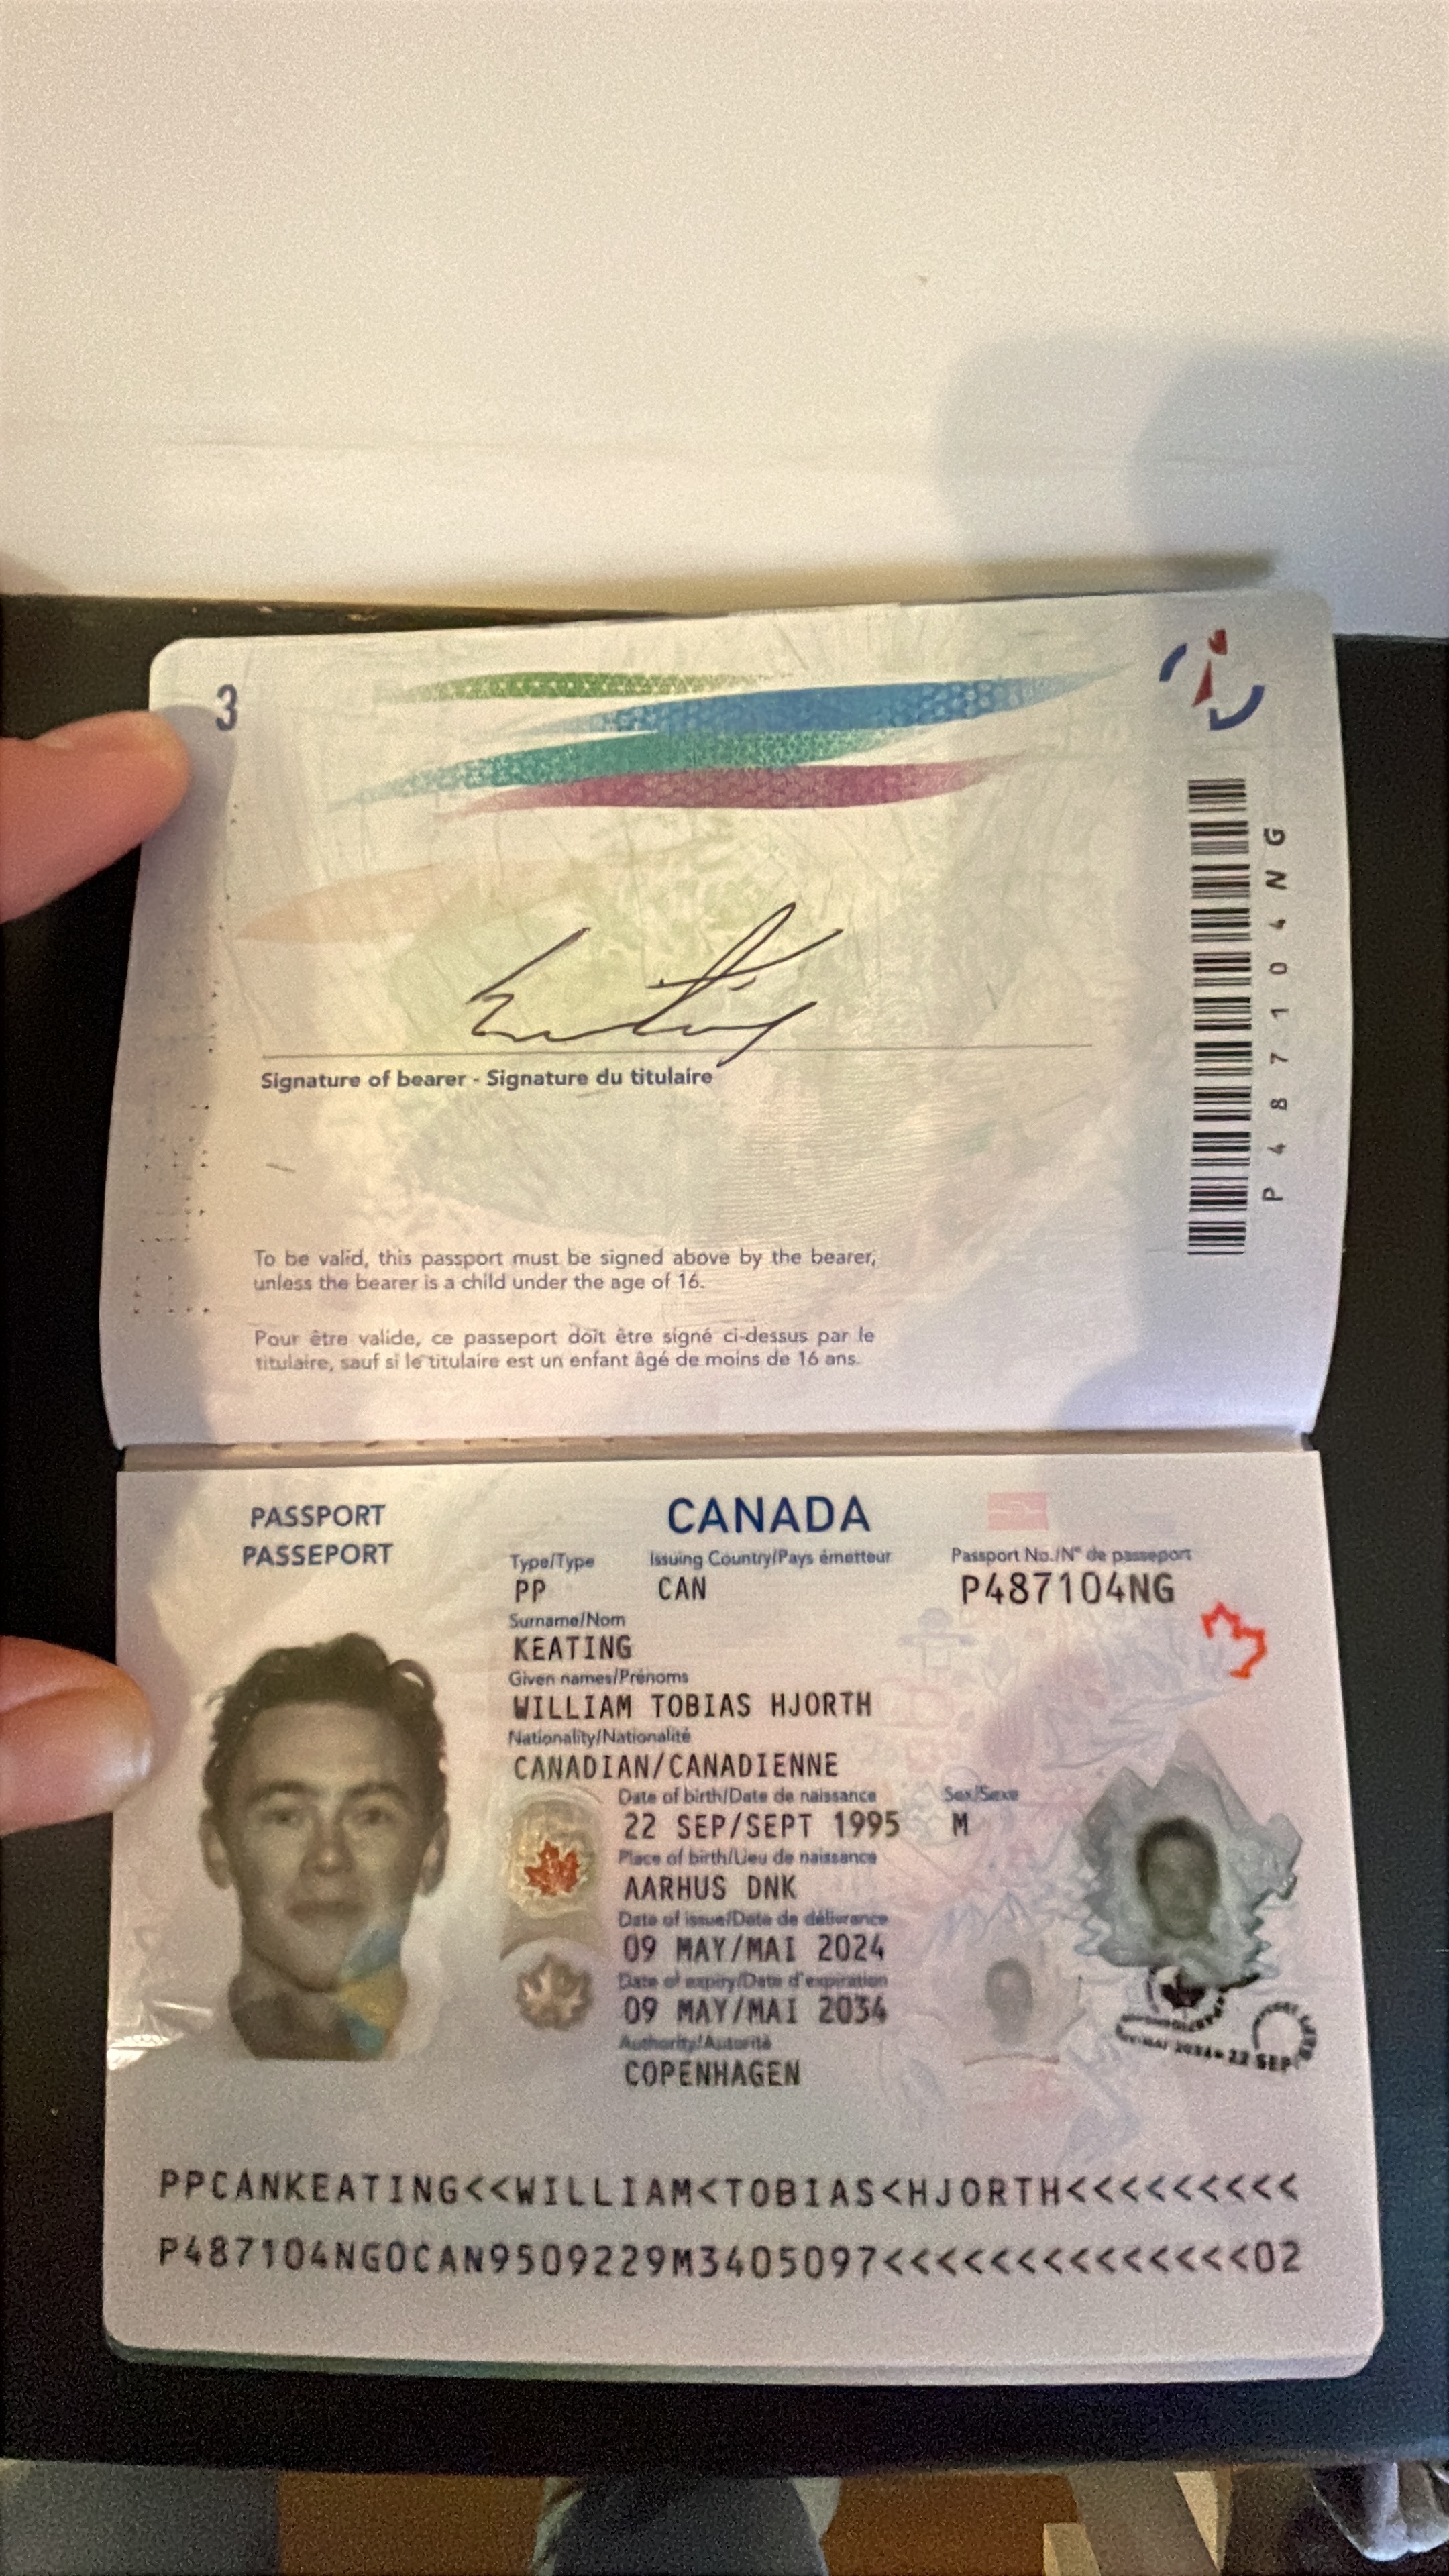 3
P487104NG
Signature of bearer - Signature du titulaire
To be valid, this passport must be signed above by the bearer,
unless the bearer is a child under the age of 16.
Pour être valide, ce passeport doit être signé ci-dessus par le
titulaire, sauf si le titulaire est un enfant âgé de moins de 16 ans.
PASSPORT
PASSEPORT
CANADA
Type/Type Issuing Country/Pays émetteur Passport No./N° de passeport
PP CAN P487104NG
Surname/Nom
KEATING
Given names/Prénoms
WILLIAM TOBIAS HJORTH
Nationality/Nationalité
CANADIAN/CANADIENNE
Date of birth/Date de naissance Sex/Sexe
22 SEP/SEPT 1995 M
Place of birth/Lieu de naissance
AARHUS DNK
Date of issue/Date de délivrance
09 MAY/MAI 2024
Date of expiry/Date d'expiration
09 MAY/MAI 2034
Authority/Autorité
COPENHAGEN
22 SEP
PPCANKEATING<<WILLIAM<TOBIAS<HJORTH<<<<<<<<<
P487104NG0CAN9509229M3405097<<<<<<<<<<<<<<02